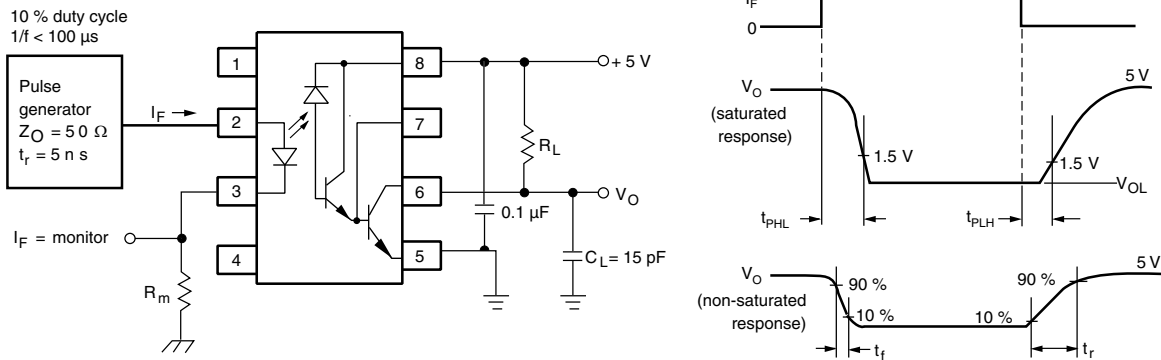 10 % duty cycle
1/f < 100 µs
Pulse
generator
Z_O = 50 Ω
t_r = 5 n s
I_F
1
2
3
4
8
7
6
5
+ 5 V
R_L
V_O
0.1 µF
C_L = 15 pF
I_F = monitor
R_m
I_F
0
V_O
(saturated
response)
5 V
1.5 V
1.5 V
V_OL
t_PHL
t_PLH
V_O
(non-saturated
response)
5 V
90 %
10 %
90 %
10 %
t_f
t_r